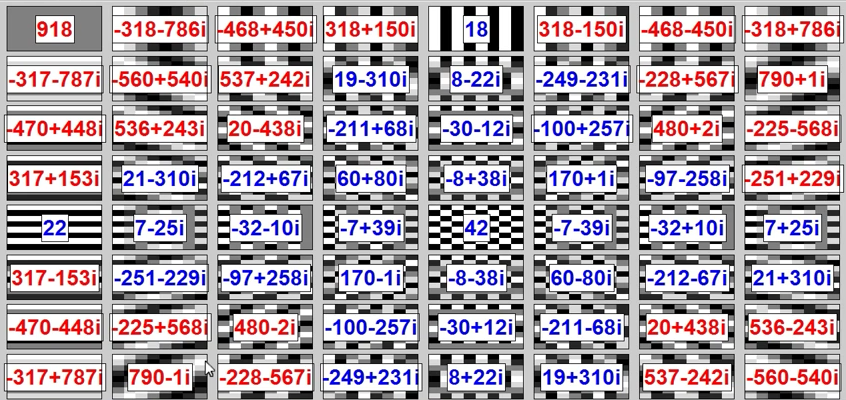 918 -318-786i -468+450i 318+150i 18 318-150i -468-450i -318+786i
-317-787i -560+540i 537+242i 19-310i 8-22i -249-231i -228+567i 790+1i
-470+448i 536+243i 20-438i -211+68i -30-12i -100+257i 480+2i -225-568i
317+153i 21-310i -212+67i 60+80i -8+38i 170+1i -97-258i -251+229i
22 7-25i -32-10i -7+39i 42 -7-39i -32+10i 7+25i
317-153i -251-229i -97+258i 170-1i -8-38i 60-80i -212-67i 21+310i
-470-448i -225+568i 480-2i -100-257i -30+12i -211-68i 20+438i 536-243i
-317+787i 790-1i -228-567i -249+231i 8+22i 19+310i 537-242i -560-540i